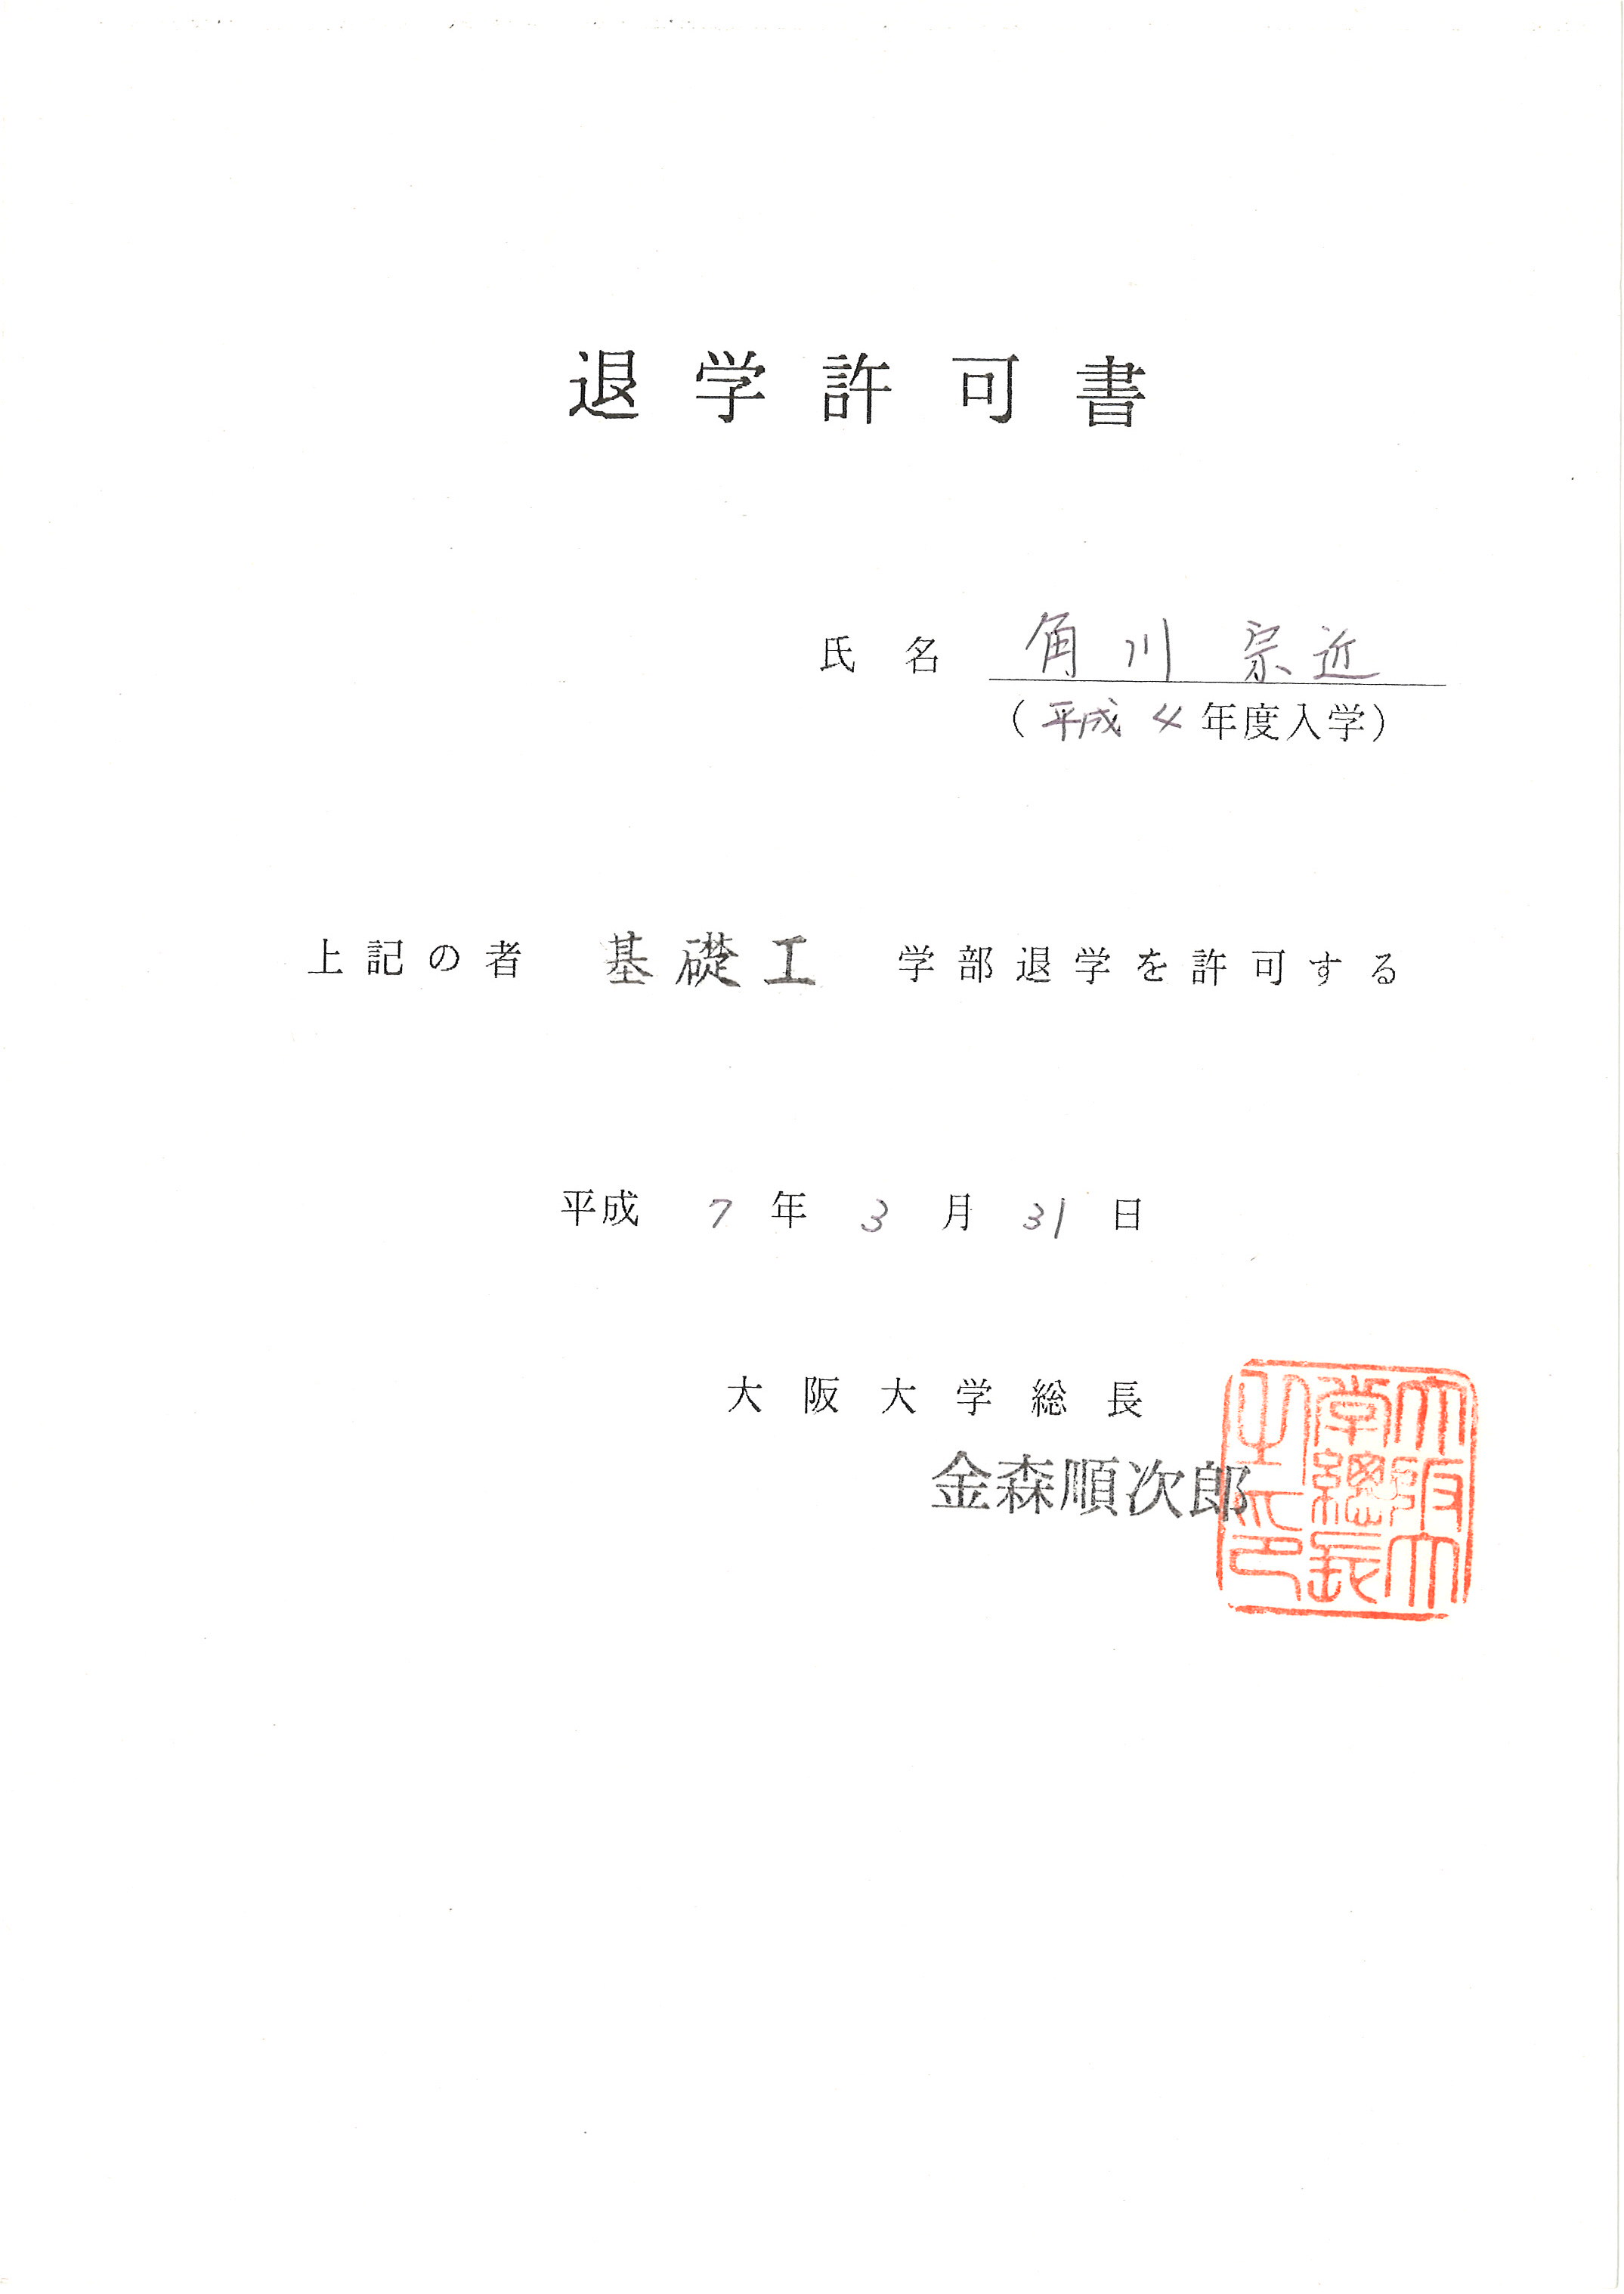 退学許可書
氏名 角川 宗近
(平成4年度入学)
上記の者 基礎工 学部退学を許可する
平成 7 年 3 月 31 日
大阪大学総長
金森順次郎
大阪大
学總長
之印